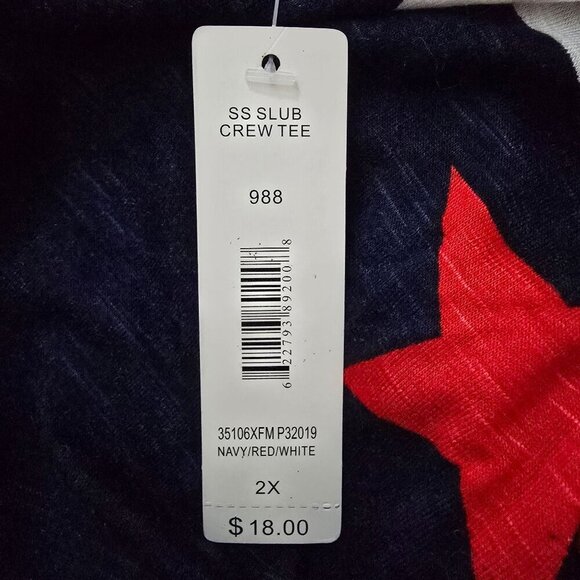 SS SLUB
CREW TEE
988
6 22793 89200 8
35106XFM P32019
NAVY/RED/WHITE
2X
$18.00